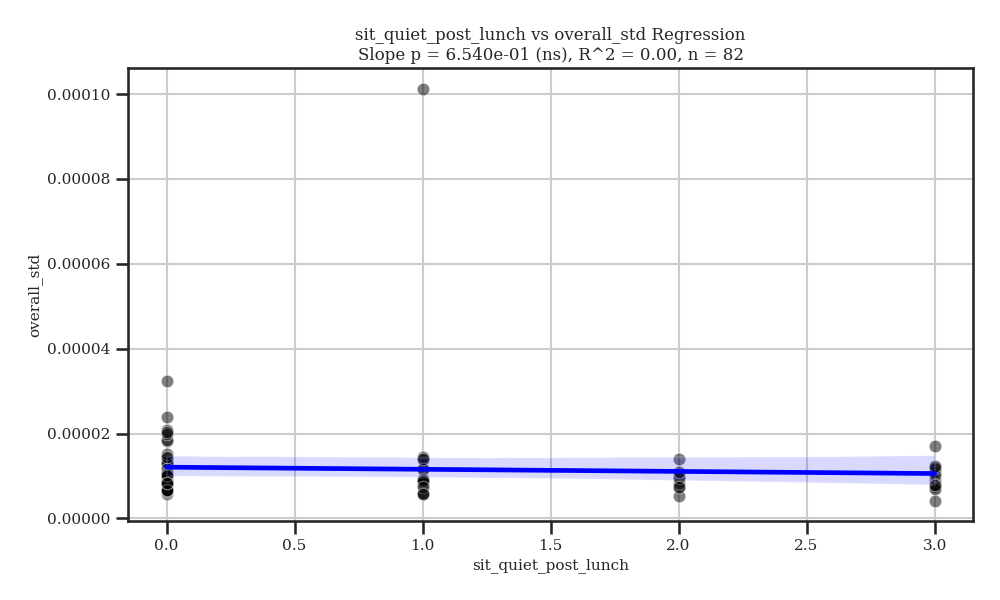 sit_quiet_post_lunch vs overall_std Regression
Slope p = 6.540e-01 (ns), R^2 = 0.00, n = 82
0.00010
0.00008
0.00006
0.00004
0.00002
0.00000
overall_std
0.0 0.5 1.0 1.5 2.0 2.5 3.0
sit_quiet_post_lunch